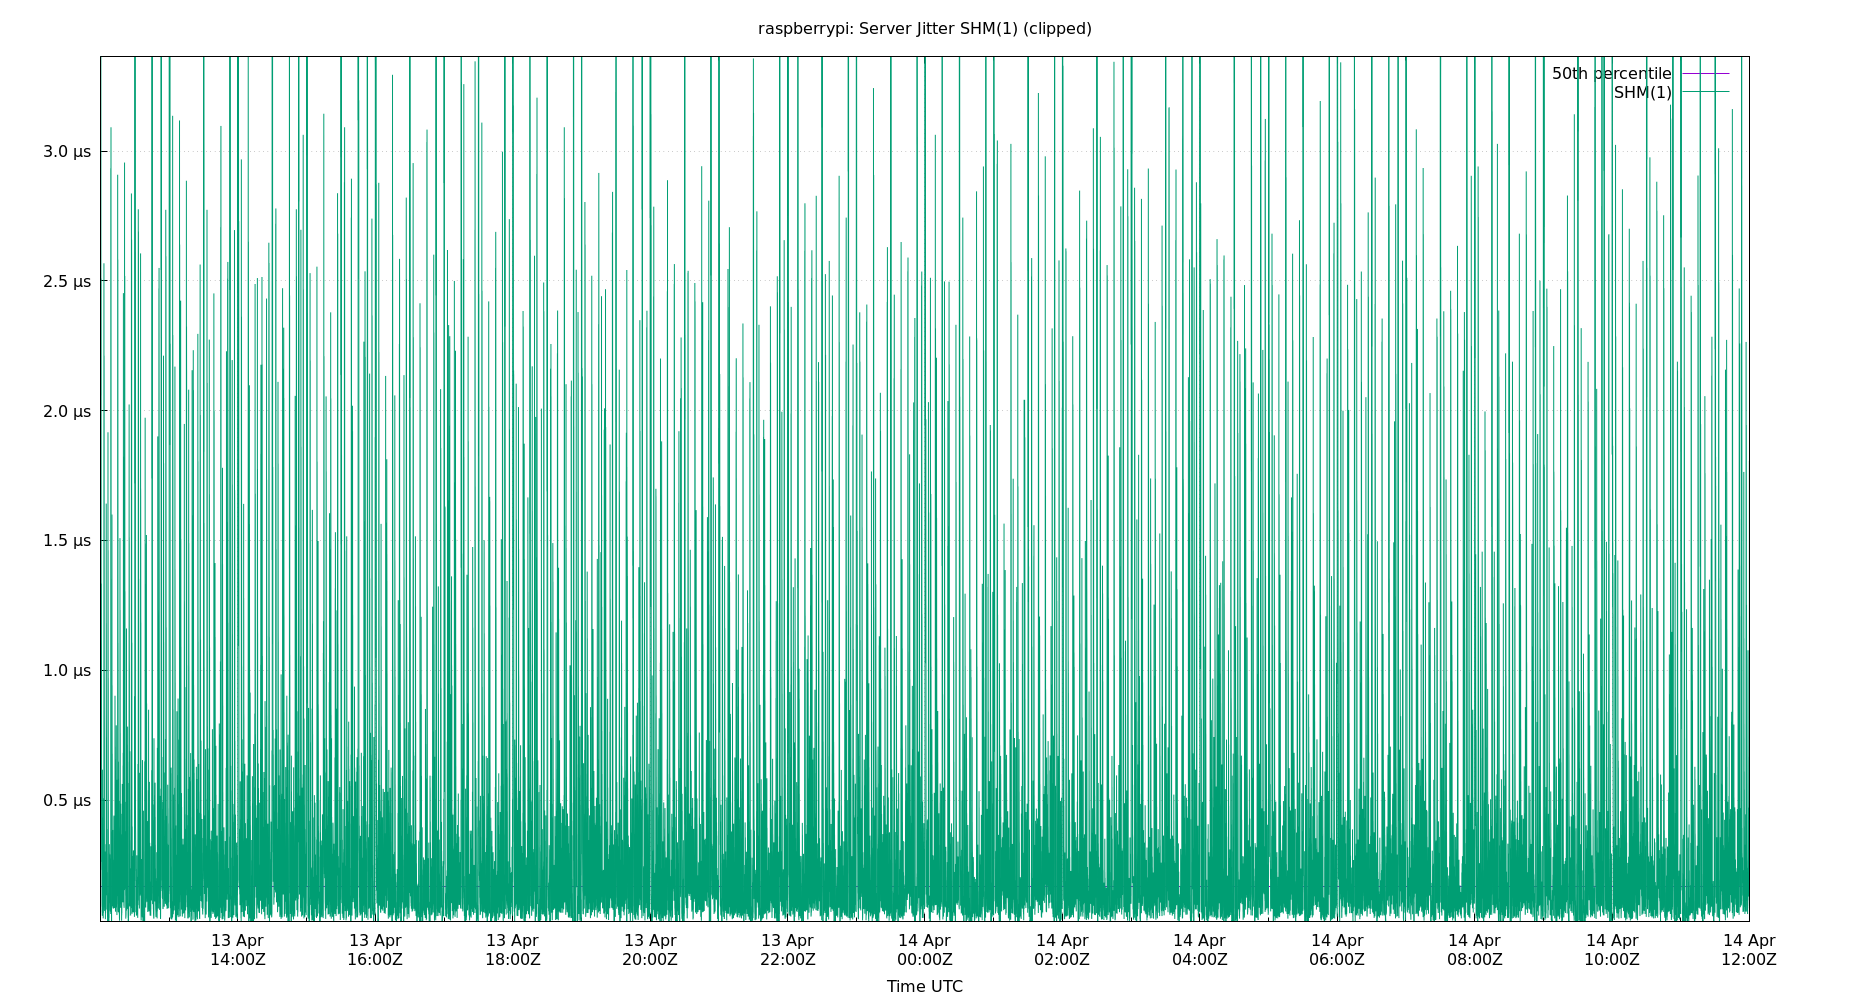 raspberrypi: Server Jitter SHM(1) (clipped)
50th percentile
SHM(1)
3.0 µs
2.5 µs
2.0 µs
1.5 µs
1.0 µs
0.5 µs
13 Apr 13 Apr 13 Apr 13 Apr 13 Apr 14 Apr 14 Apr 14 Apr 14 Apr 14 Apr 14 Apr 14 Apr
14:00Z 16:00Z 18:00Z 20:00Z 22:00Z 00:00Z 02:00Z 04:00Z 06:00Z 08:00Z 10:00Z 12:00Z
Time UTC